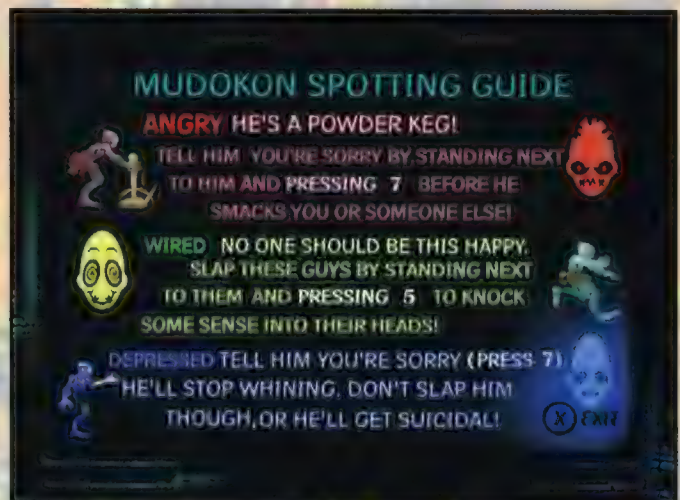 MUDOKON SPOTTING GUIDE
ANGRY HE'S A POWDER KEG!
TELL HIM YOU'RE SORRY BY STANDING NEXT
TO HIM AND PRESSING 7 BEFORE HE
SMACKS YOU OR SOMEONE ELSE!
WIRED NO ONE SHOULD BE THIS HAPPY.
SLAP THESE GUYS BY STANDING NEXT
TO THEM AND PRESSING 5 TO KNOCK
SOME SENSE INTO THEIR HEADS!
DEPRESSED TELL HIM YOU'RE SORRY (PRESS 7)
HE'LL STOP WHINING. DON'T SLAP HIM
THOUGH, OR HE'LL GET SUICIDAL!
X EXIT